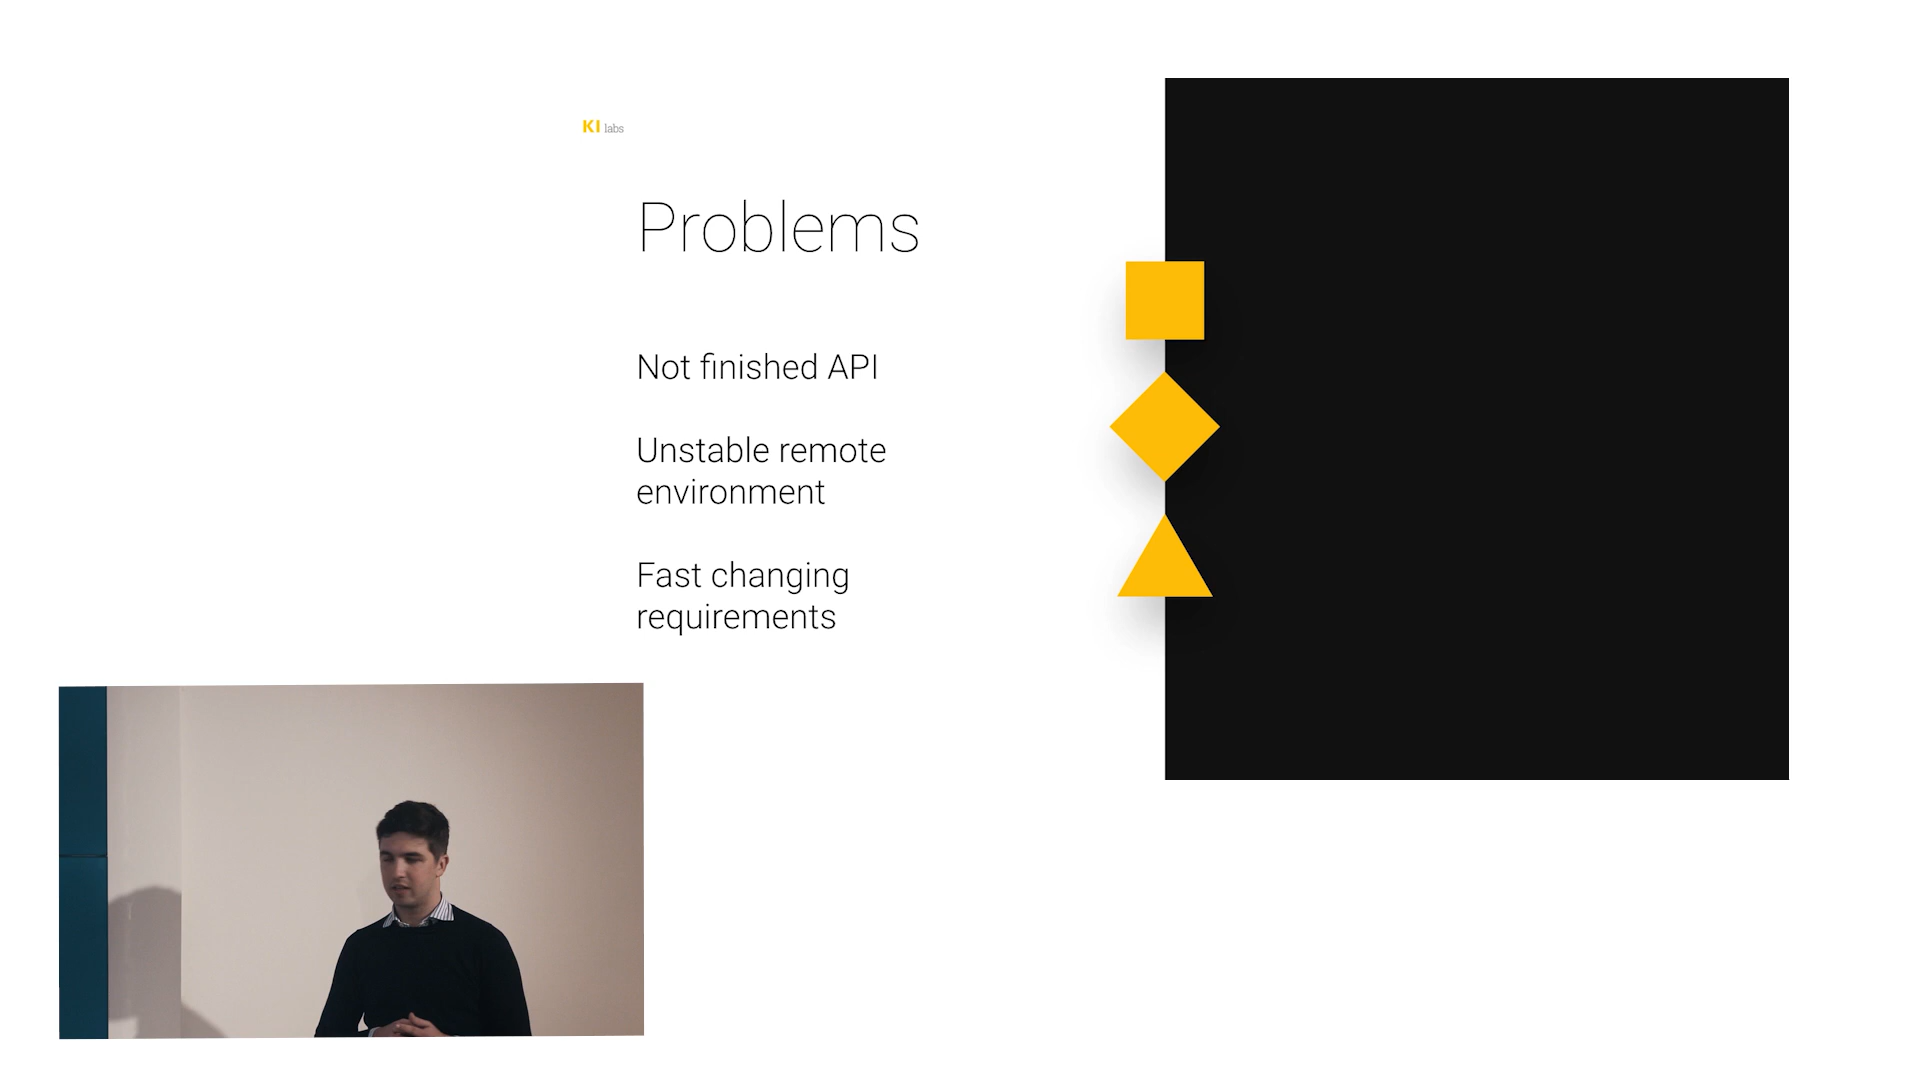 KI labs
Problems
Not finished API
Unstable remote
environment
Fast changing
requirements